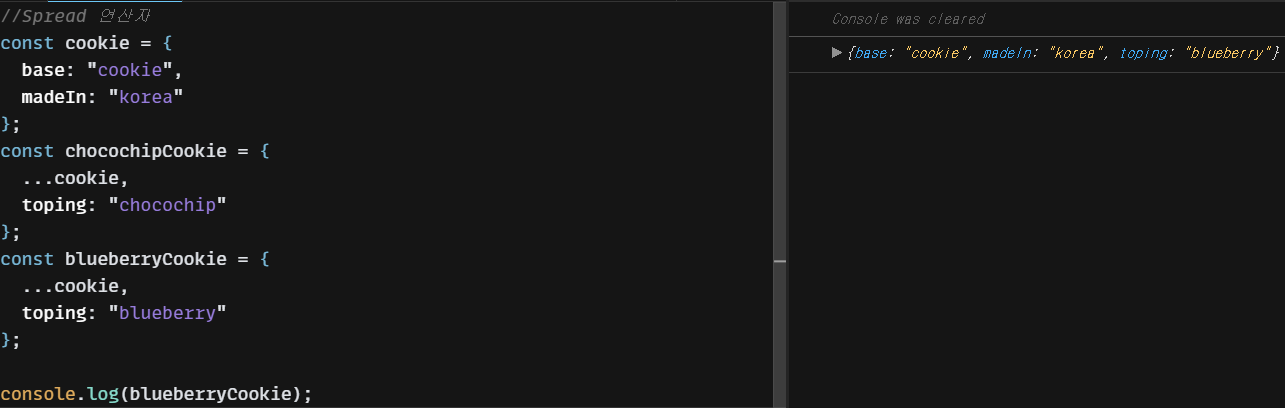 //Spread 연산자
const cookie = {
  base: "cookie",
  madeIn: "korea"
};
const chocochipCookie = {
  ...cookie,
  toping: "chocochip"
};
const blueberryCookie = {
  ...cookie,
  toping: "blueberry"
};
console.log(blueberryCookie);
Console was cleared
▶{base: "cookie", madeIn: "korea", toping: "blueberry"}